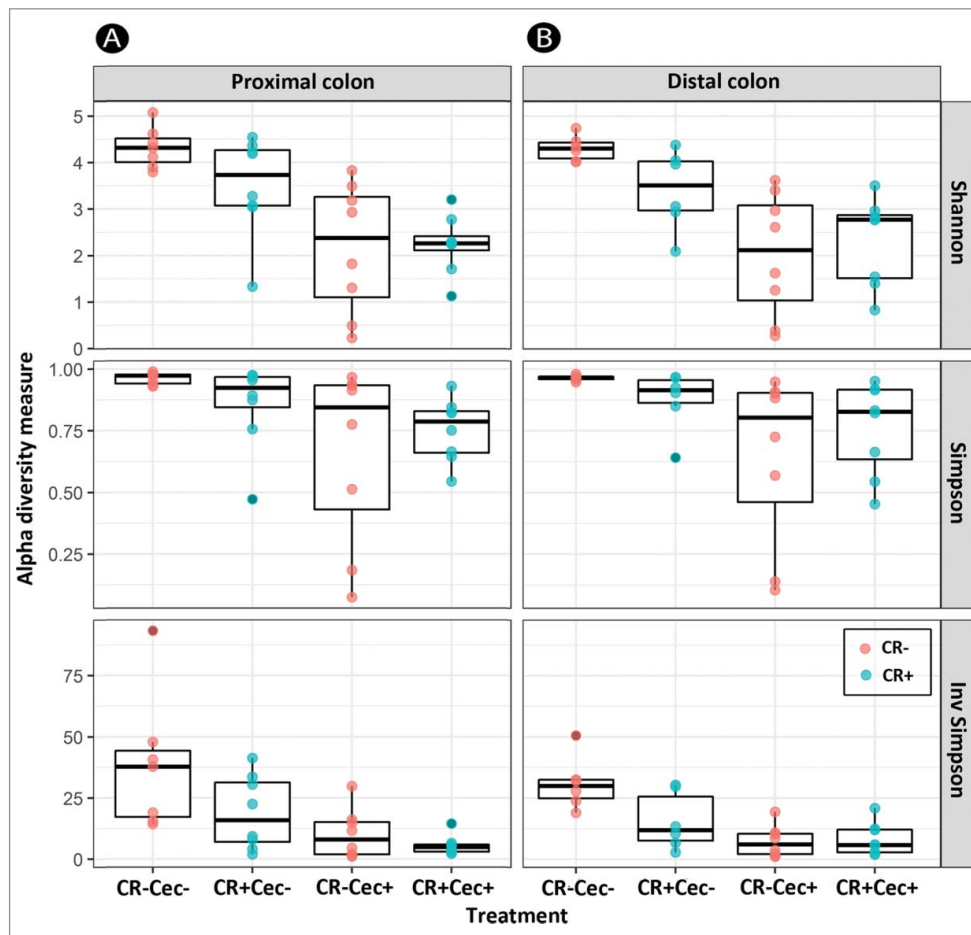 A
B
Proximal colon
Distal colon
5
4
3
2
1
0
Shannon
1.00
0.75
0.50
0.25
Simpson
75
50
25
0
Inv Simpson
CR-
CR+
Alpha diversity measure
CR-Cec-
CR+Cec-
CR-Cec+
CR+Cec+
CR-Cec-
CR+Cec-
CR-Cec+
CR+Cec+
Treatment